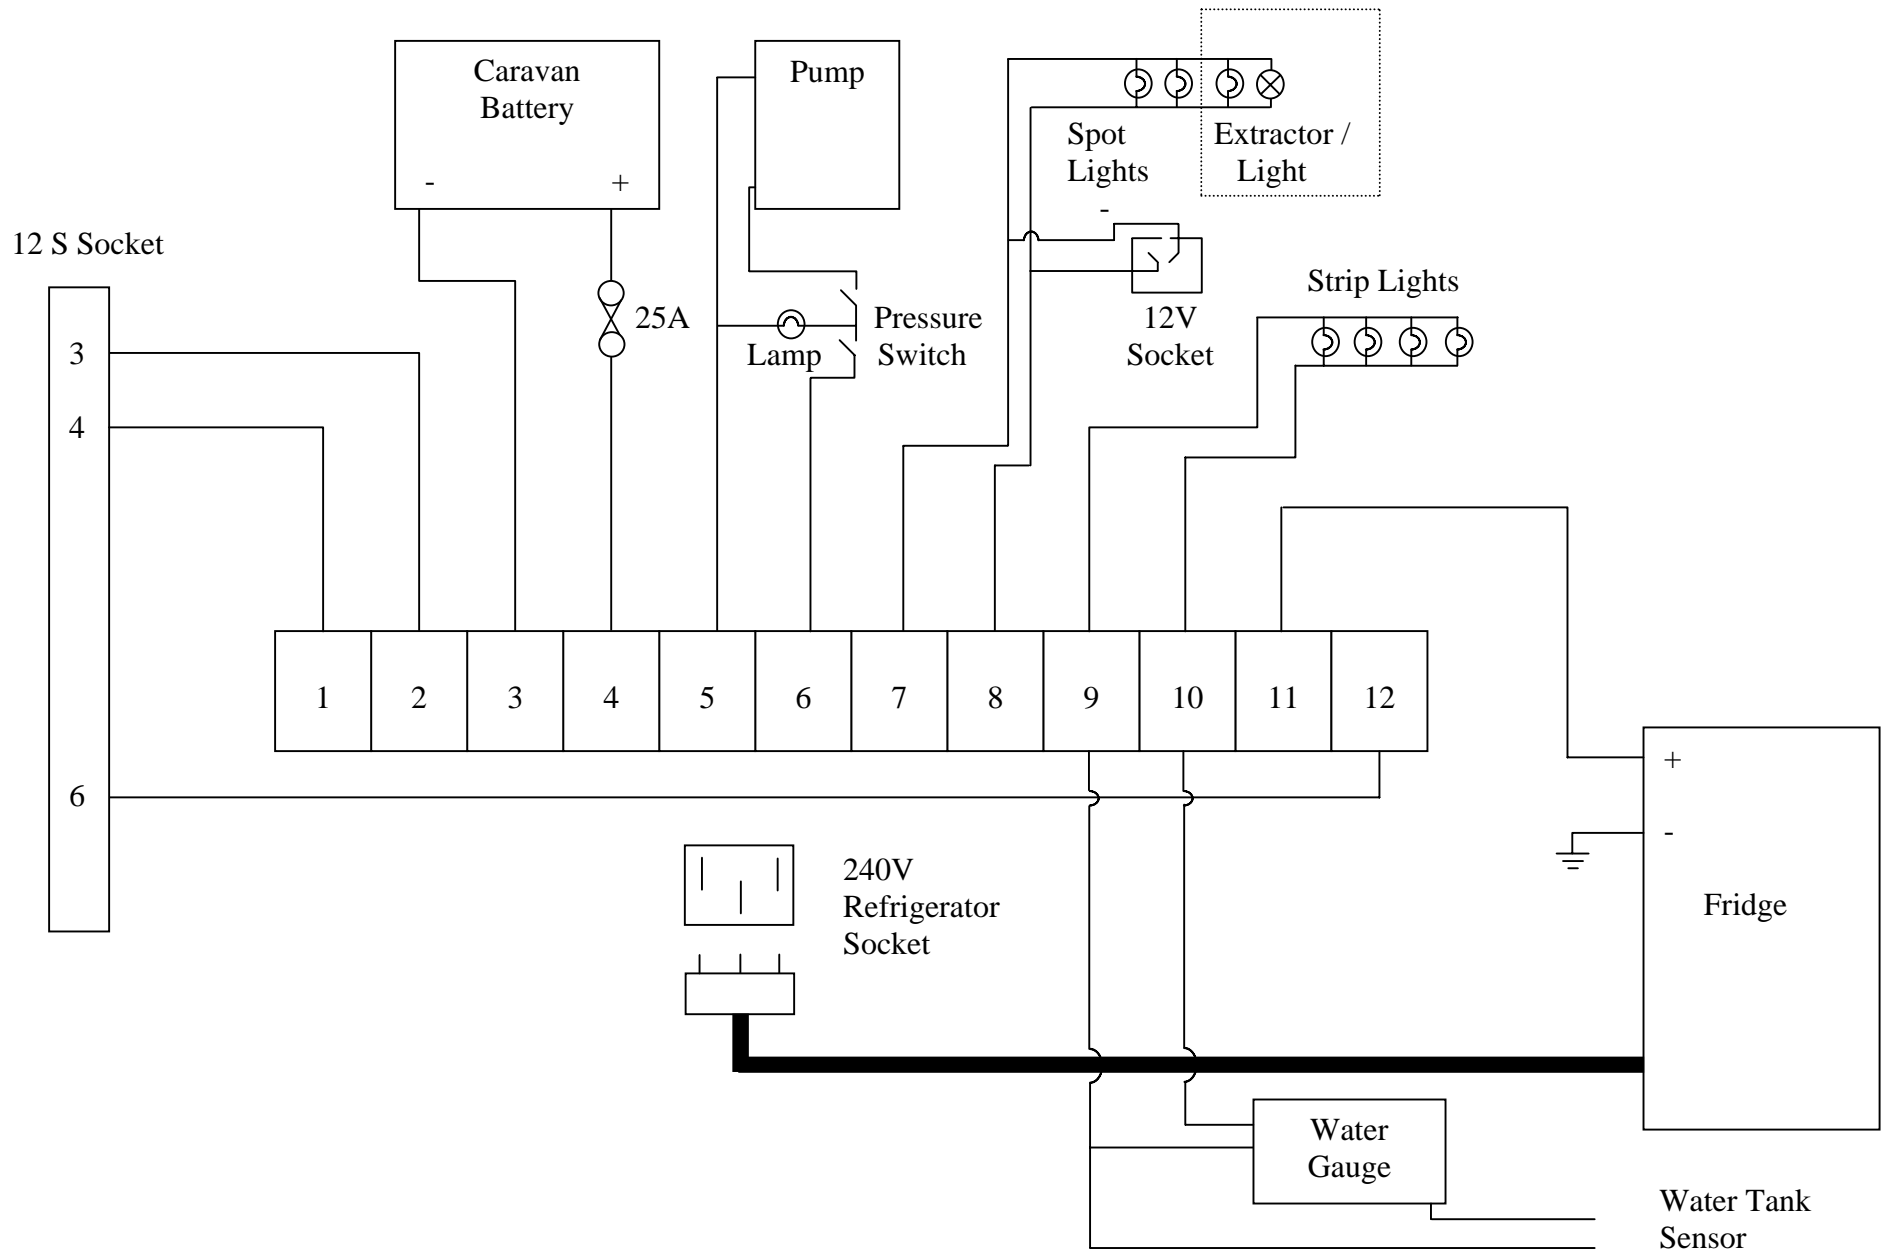 Caravan
Battery
- +
Pump
Spot
Lights
Extractor /
Light
-
12 S Socket
25A
Lamp
Pressure
Switch
12V
Socket
Strip Lights
3
4
6
1 2 3 4 5 6 7 8 9 10 11 12
+
-
Fridge
240V
Refrigerator
Socket
Water
Gauge
Water Tank
Sensor